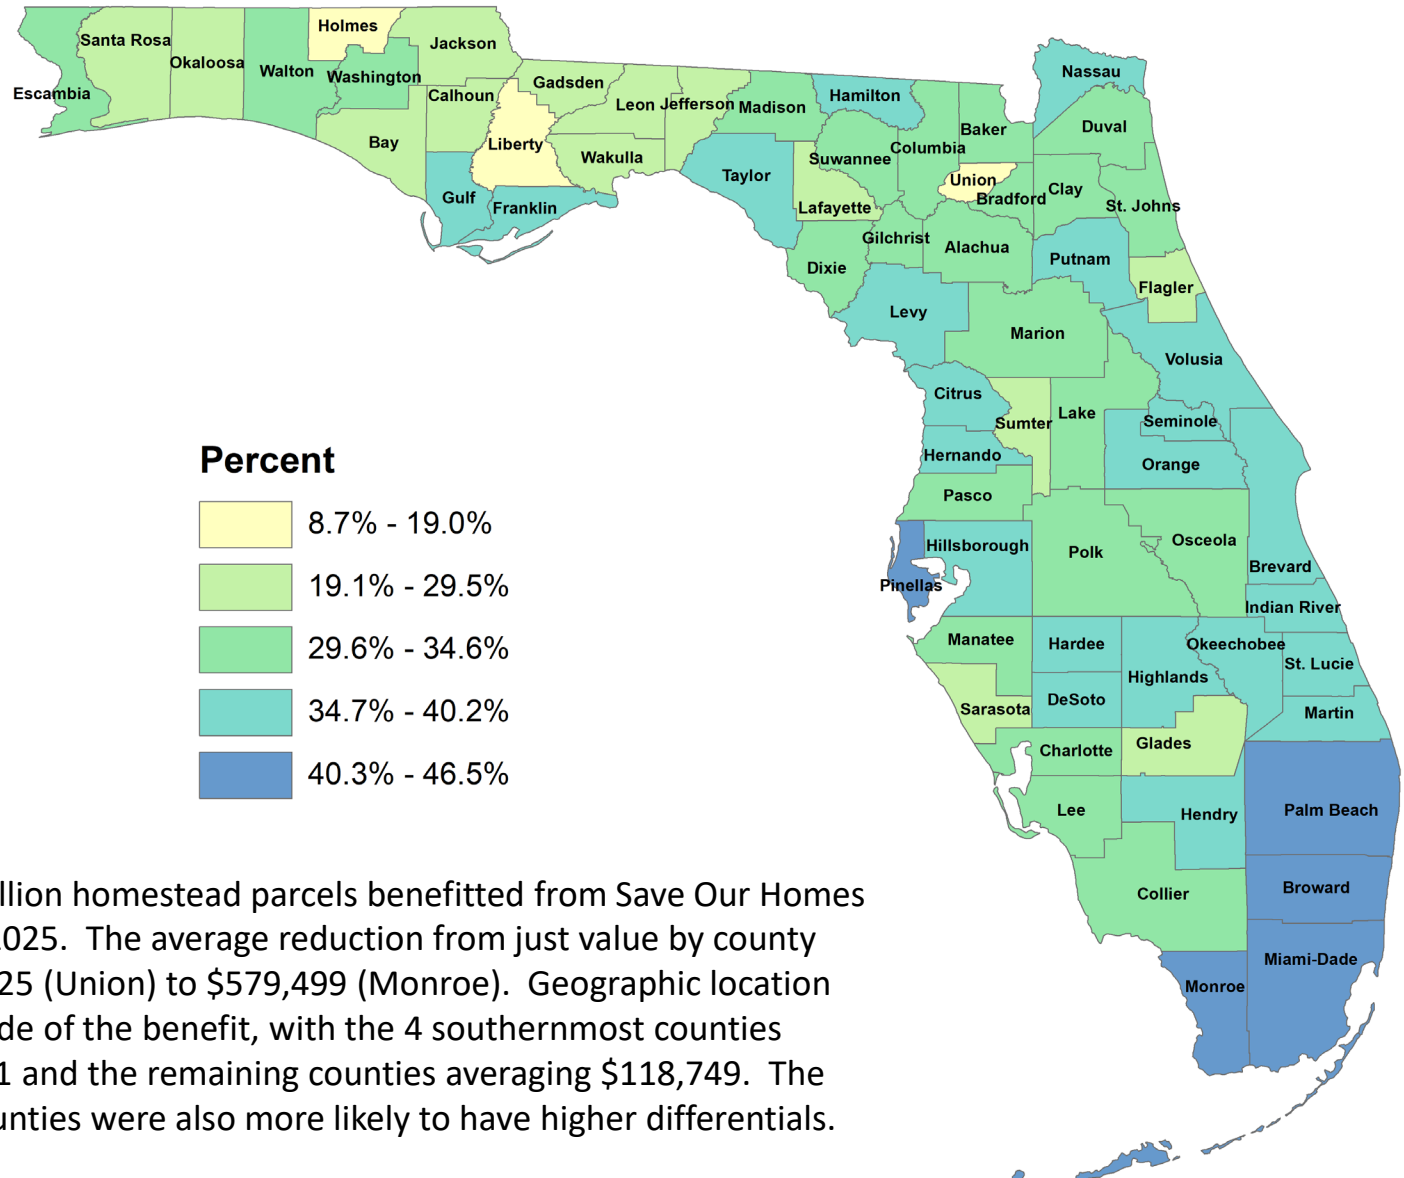 Holmes
Santa Rosa
Jackson
Okaloosa
Walton
Washington
Escambia
Calhoun
Gadsden
Leon
Jefferson
Madison
Hamilton
Nassau
Bay
Liberty
Wakulla
Taylor
Suwannee
Columbia
Baker
Duval
Union
Bradford
Clay
St. Johns
Gulf
Franklin
Lafayette
Gilchrist
Alachua
Dixie
Putnam
Flagler
Levy
Marion
Volusia
Citrus
Sumter
Lake
Seminole
Hernando
Orange
Pasco
Hillsborough
Polk
Osceola
Brevard
Pinellas
Indian River
Manatee
Hardee
Okeechobee
Highlands
St. Lucie
Sarasota
DeSoto
Martin
Charlotte
Glades
Lee
Hendry
Palm Beach
Collier
Broward
Miami-Dade
Monroe
Percent
8.7% - 19.0%
19.1% - 29.5%
29.6% - 34.6%
34.7% - 40.2%
40.3% - 46.5%
llion homestead parcels benefitted from Save Our Homes
025. The average reduction from just value by county
25 (Union) to $579,499 (Monroe). Geographic location
de of the benefit, with the 4 southernmost counties
1 and the remaining counties averaging $118,749. The
unties were also more likely to have higher differentials.